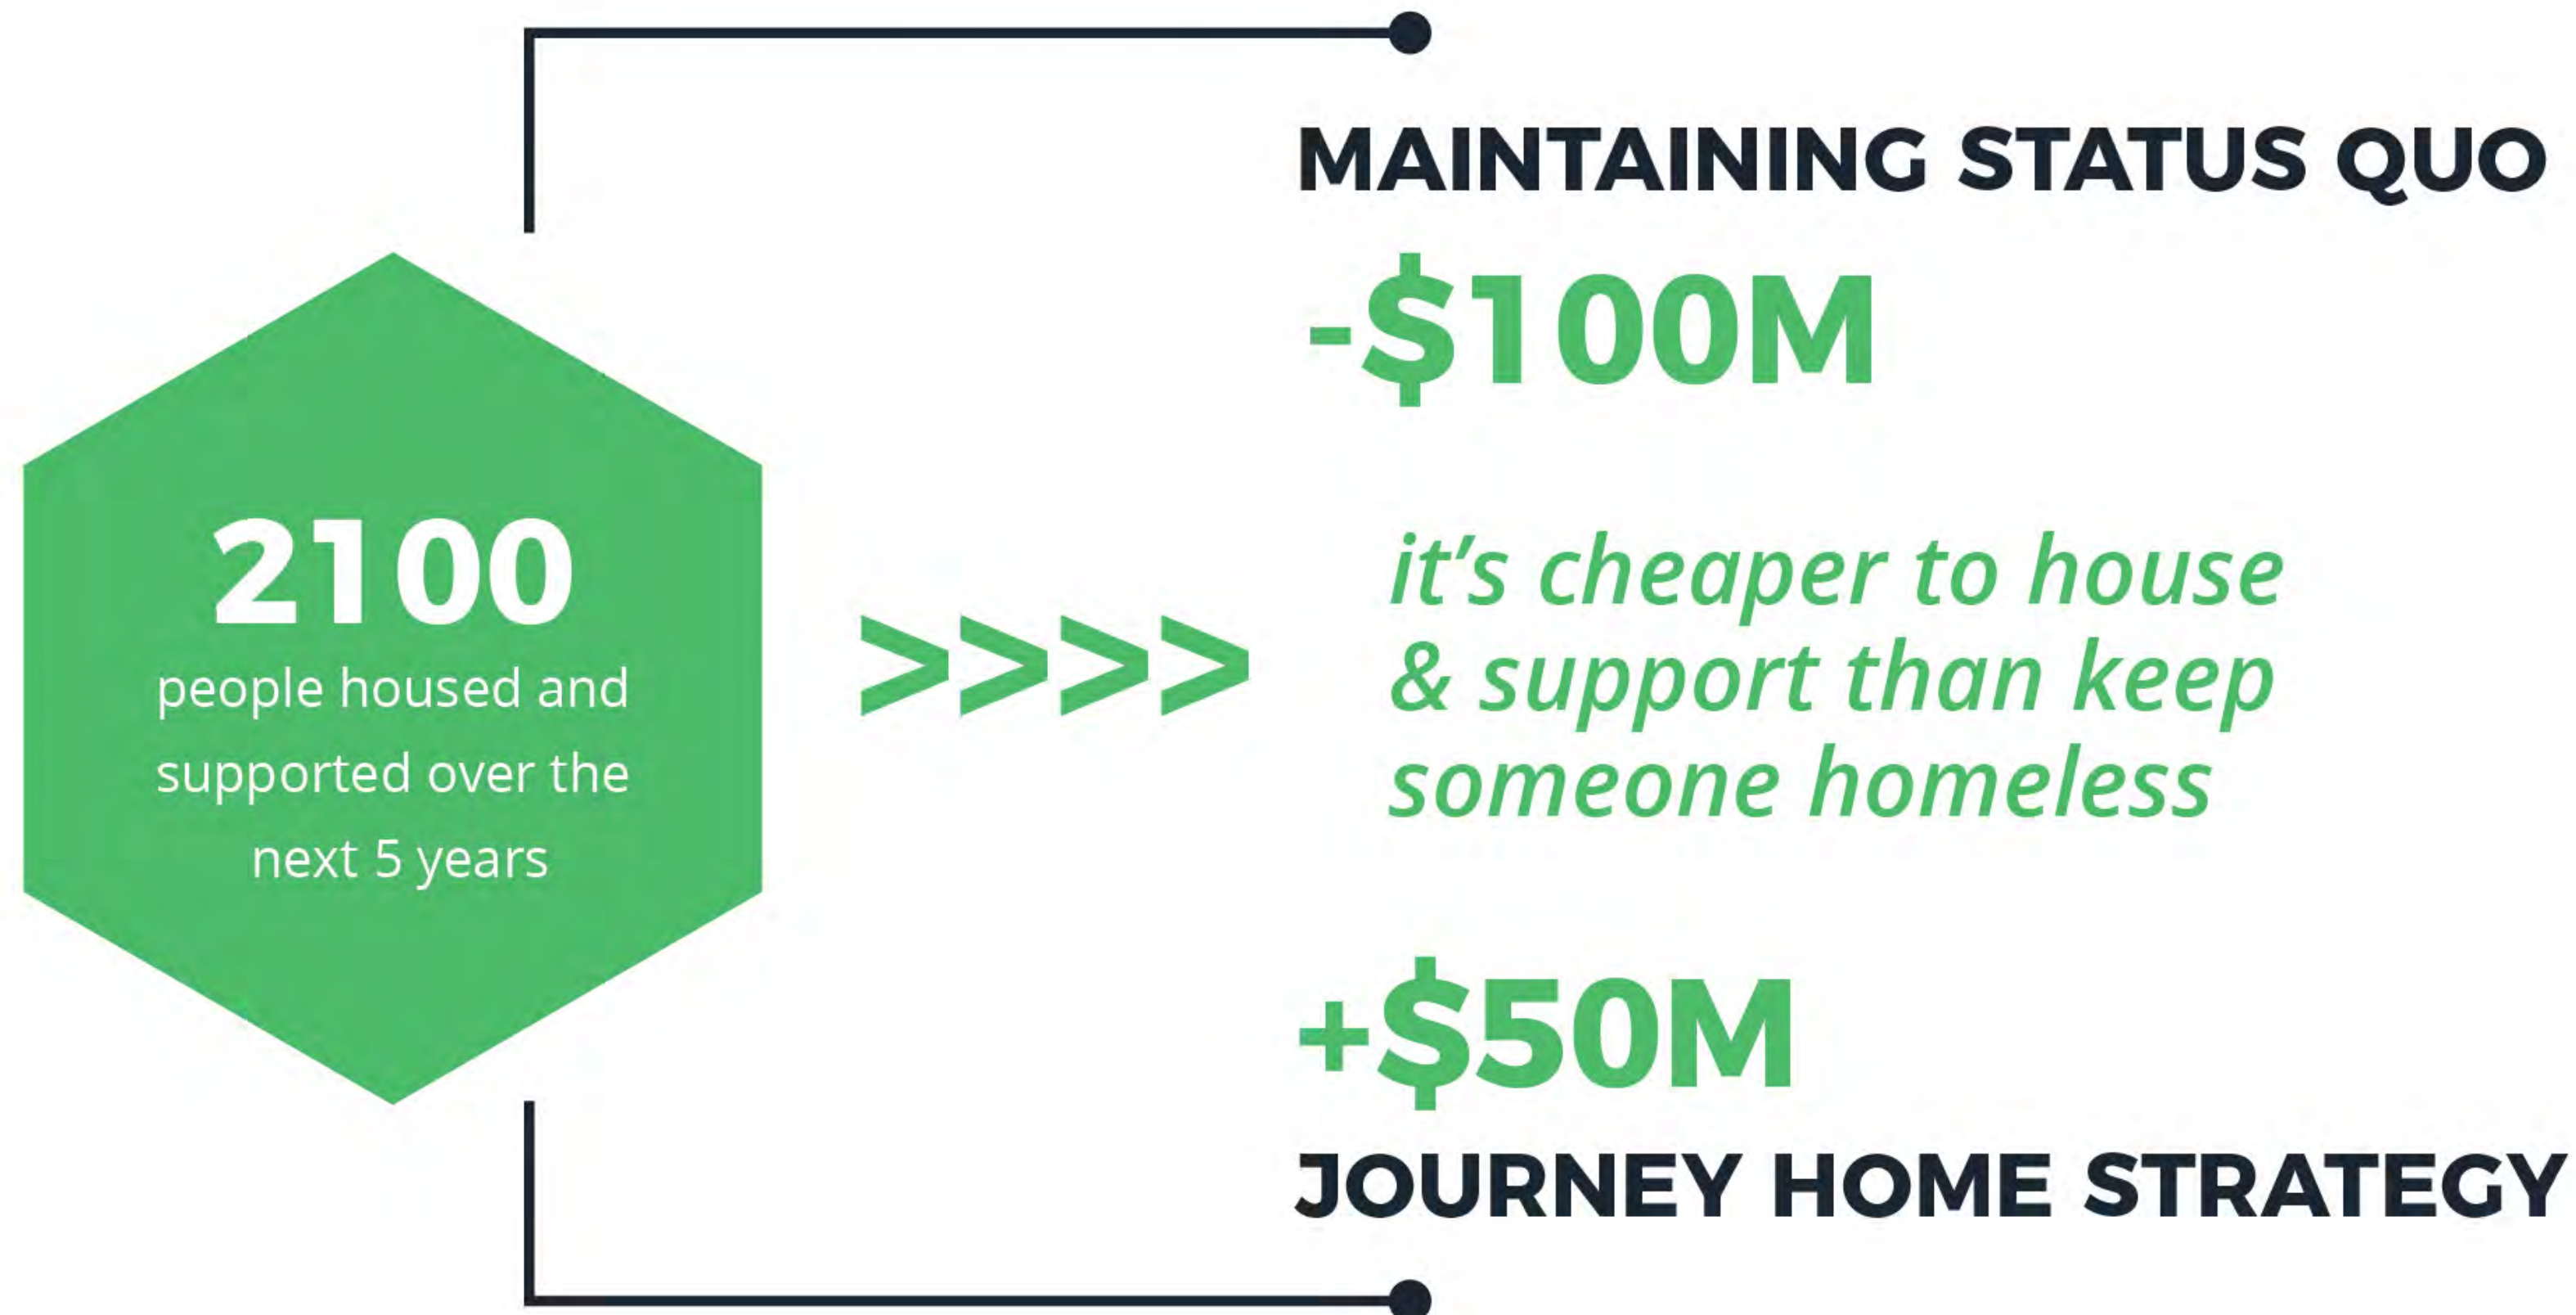 MAINTAINING STATUS QUO
-$100M
2100
people housed and
supported over the
next 5 years
>>>>
it's cheaper to house
& support than keep
someone homeless
+$50M
JOURNEY HOME STRATEGY